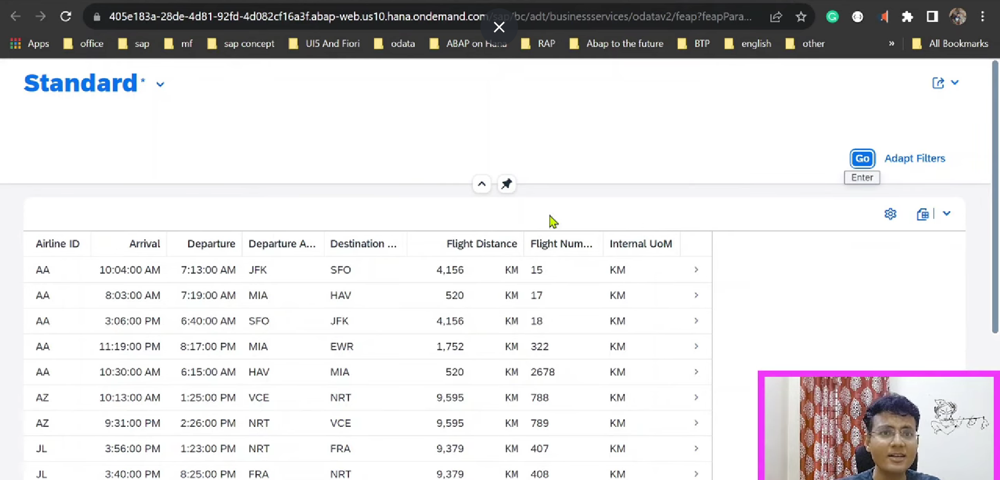 405e183a-28de-4d81-92fd-4d082cf16a3f.abap-web.us10.hana.ondemand.com/sap/bc/adt/businessservices/odatav2/feap?feapPara...
Apps office sap mf sap concept UI5 And Fiori odata ABAP on Hana RAP Abap to the future BTP english other » All Bookmarks
Standard*
Go Adapt Filters
Enter
Airline ID Arrival Departure Departure A... Destination ... Flight Distance Flight Num... Internal UoM
AA 10:04:00 AM 7:13:00 AM JFK SFO 4,156 KM 15 KM
AA 8:03:00 AM 7:19:00 AM MIA HAV 520 KM 17 KM
AA 3:06:00 PM 6:40:00 AM SFO JFK 4,156 KM 18 KM
AA 11:19:00 PM 8:17:00 PM MIA EWR 1,752 KM 322 KM
AA 10:30:00 AM 6:15:00 AM HAV MIA 520 KM 2678 KM
AZ 10:13:00 AM 1:25:00 PM VCE NRT 9,595 KM 788 KM
AZ 9:31:00 PM 2:26:00 PM NRT VCE 9,595 KM 789 KM
JL 3:56:00 PM 1:23:00 PM NRT FRA 9,379 KM 407 KM
JL 3:40:00 PM 8:25:00 PM FRA NRT 9,379 KM 408 KM